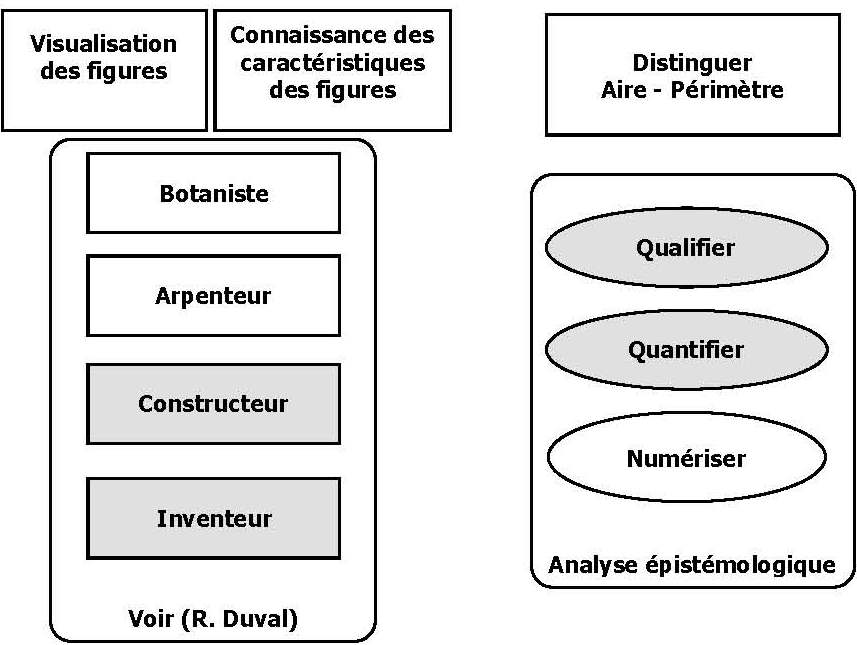 Visualisation
des figures
Connaissance des
caractéristiques
des figures
Botaniste
Arpenteur
Constructeur
Inventeur
Voir (R. Duval)
Distinguer
Aire - Périmètre
Qualifier
Quantifier
Numériser
Analyse épistémologique